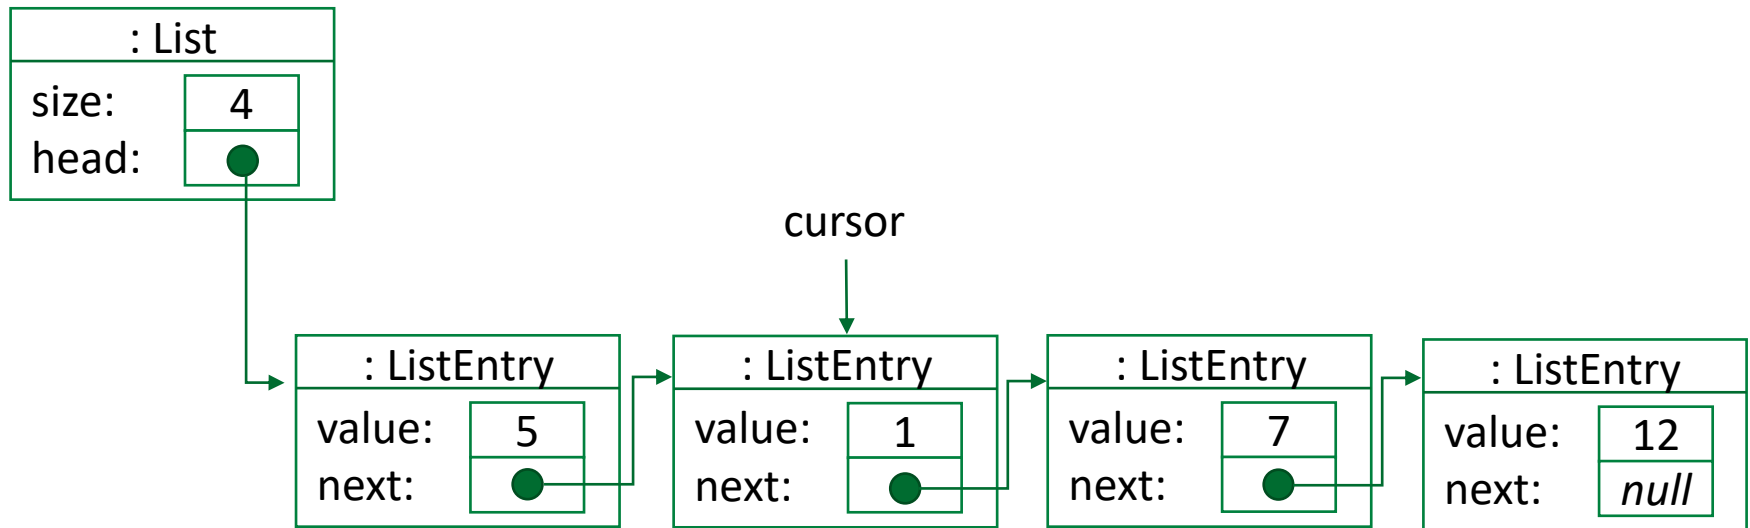 : List
size: 4
head:
cursor
: ListEntry
value: 5
next:
: ListEntry
value: 1
next:
: ListEntry
value: 7
next:
: ListEntry
value: 12
next: null